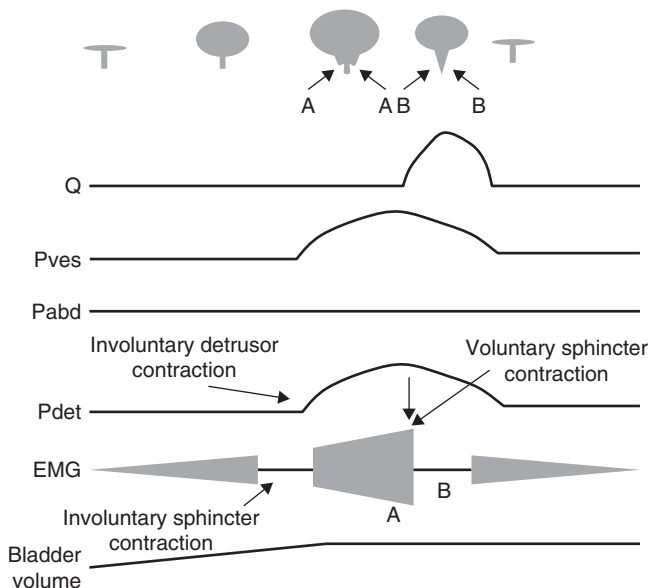 A
A B
B
Q
Pves
Pabd
Involuntary detrusor
contraction
Voluntary sphincter
contraction
Pdet
EMG
B
A
Involuntary sphincter
contraction
Bladder
volume